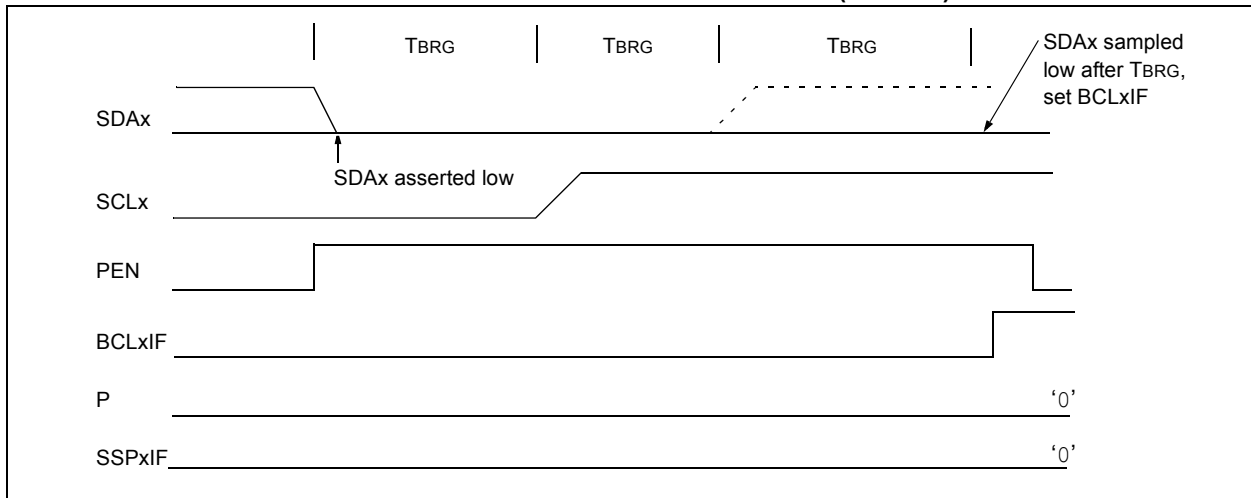 TBRG TBRG TBRG
SDAx sampled
low after TBRG,
set BCLxIF
SDAx
SDAx asserted low
SCLx
PEN
BCLxIF
P '0'
SSPxIF '0'